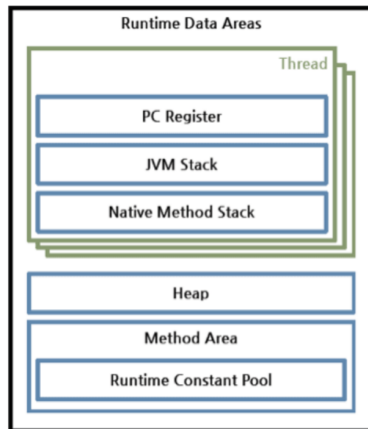 Runtime Data Areas
Thread
PC Register
JVM Stack
Native Method Stack
Heap
Method Area
Runtime Constant Pool